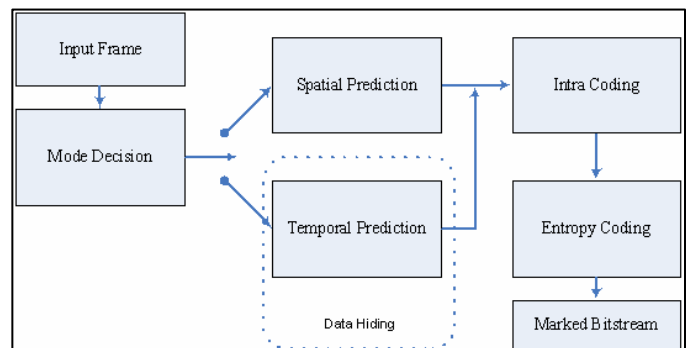 Input Frame
Mode Decision
Spatial Prediction
Temporal Prediction
Data Hiding
Intra Coding
Entropy Coding
Marked Bitstream